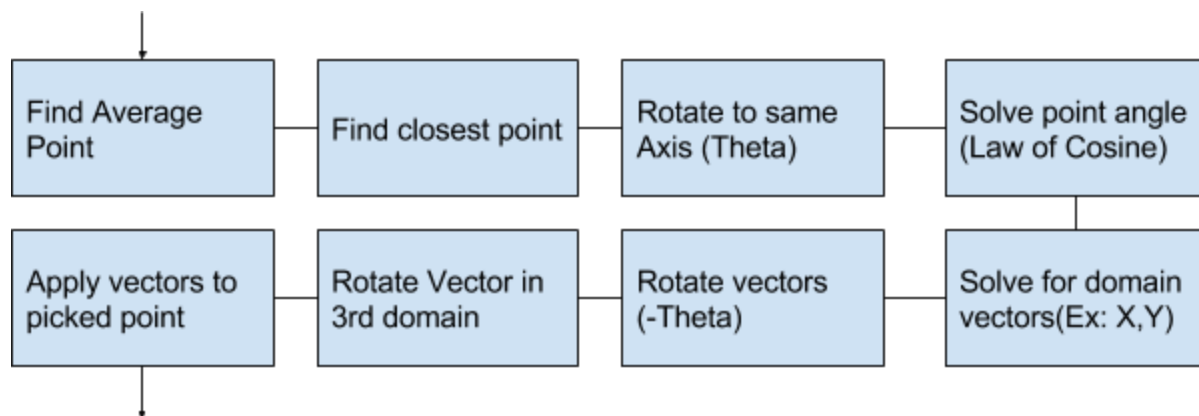 Find Average
Point
Find closest point
Rotate to same
Axis (Theta)
Solve point angle
(Law of Cosine)
Apply vectors to
picked point
Rotate Vector in
3rd domain
Rotate vectors
(-Theta)
Solve for domain
vectors(Ex: X,Y)